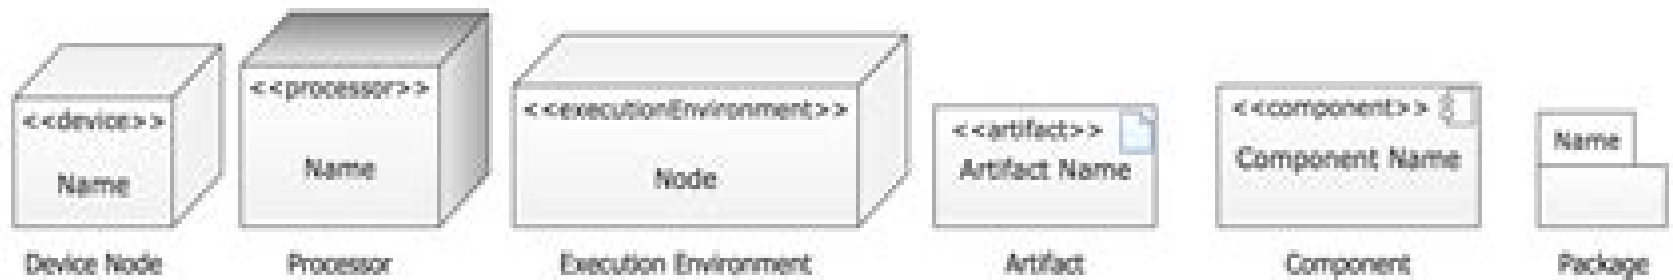 <<device>>
Name
Device Node
<<processor>>
Name
Processor
<<executionEnvironment>>
Node
Execution Environment
<<artifact>>
Artifact Name
Artifact
<<component>>
Component Name
Component
Name
Package